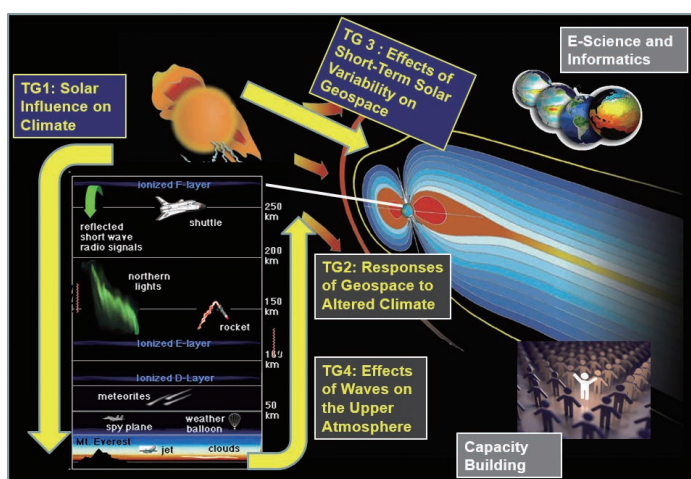 TG1: Solar
Influence on
Climate
TG 3 : Effects of
Short-Term Solar
Variability on
Geospace
E-Science and
Informatics
Ionized F-layer
250
km
shuttle
reflected
short wave
radio signals
200
km
northern
lights
150
km
rocket
Ionized E-layer
100
km
Ionized D-Layer
meteorites
50
km
spy plane
weather
balloon
Mt. Everest
jet
clouds
TG2: Responses
of Geospace to
Altered Climate
TG4: Effects
of Waves on
the Upper
Atmosphere
Capacity
Building